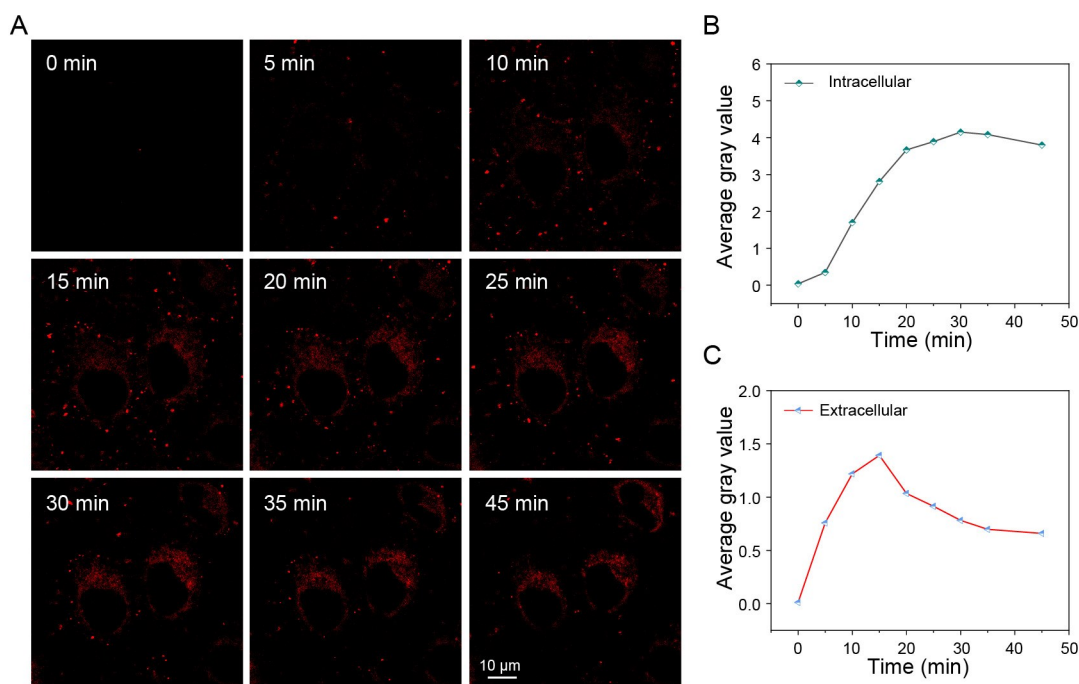 A
0 min
5 min
10 min
15 min
20 min
25 min
30 min
35 min
45 min
10 μm
B
Average gray value
6
5
4
3
2
1
0
Intracellular
0 10 20 30 40 50
Time (min)
C
Average gray value
2.0
1.5
1.0
0.5
0.0
Extracellular
0 10 20 30 40 50
Time (min)